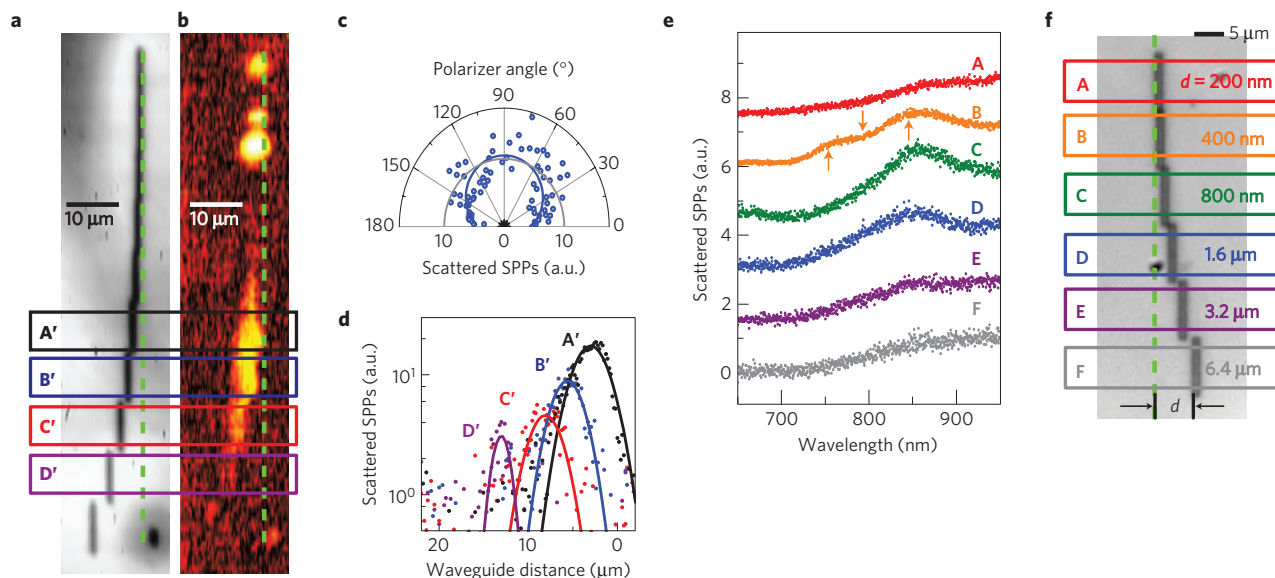 a
b
10 µm
10 µm
A′
B′
C′
D′
c
Polarizer angle (°)
90
120
60
150
30
180
0
10
0
10
Scattered SPPs (a.u.)
d
Scattered SPPs (a.u.)
10¹
10⁰
A′
B′
C′
D′
20
10
0
Waveguide distance (µm)
e
Scattered SPPs (a.u.)
8
6
4
2
0
A
B
C
D
E
F
700
800
900
Wavelength (nm)
f
5 µm
A d = 200 nm
B 400 nm
C 800 nm
D 1.6 µm
E 3.2 µm
F 6.4 µm
d